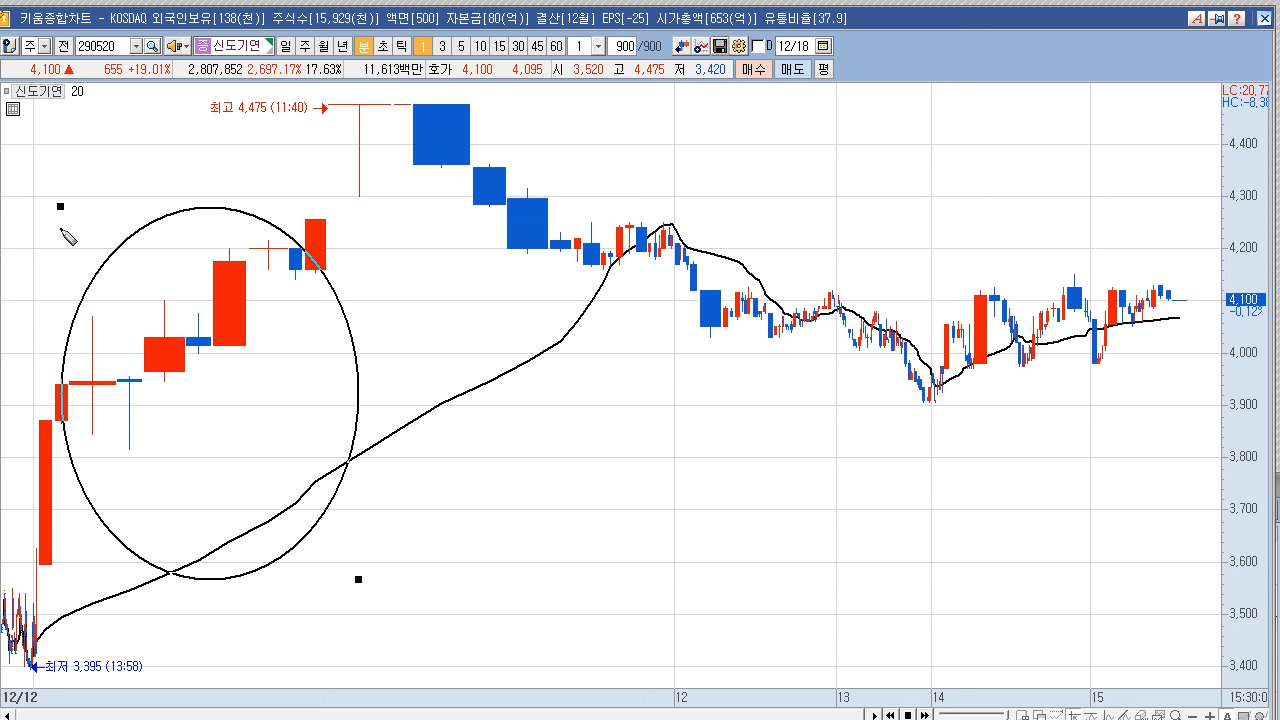 키움종합차트 - KOSDAQ 외국인보유[138(천)] 주식수[15,929(천)] 액면[500] 자본금[80(억)] 결산[12월] EPS[-25] 시가총액[653(억)] 유통비율[37.9]
주 전 290520 증 신도기연 일 주 월 년 분 초 틱 1 3 5 10 15 30 45 60 1 900 /900 D 12/18
4,100 ▲ 655 +19.01% 2,807,852 2,697.17% 17.63% 11,613백만 호가 4,100 4,095 시 3,520 고 4,475 저 3,420 매수 매도 평
신도기연 20
LC:20,77
HC:-8,38
최고 4,475 (11:40)
4,400
4,300
4,200
4,100
-0,12%
4,000
3,900
3,800
3,700
3,600
3,500
3,400
최저 3,395 (13:58)
12/12 12 13 14 15 15:30:0